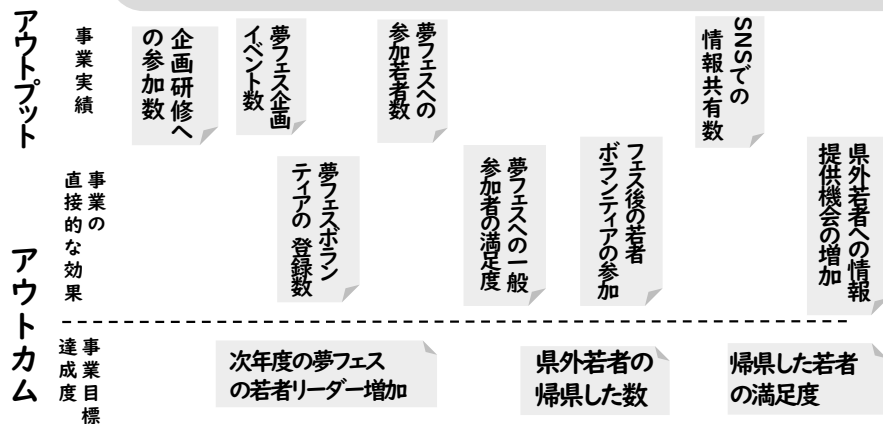 アウトプット
事業実績
企画研修へ
の参加数
夢フェス企画
イベント数
夢フェスへの
参加若者数
SNSでの
情報共有数
アウトカム
事業の
直接的な効果
夢フェスボラン
ティアの 登録数
夢フェスへの一般
参加者の満足度
フェス後の若者
ボランティアの参加
県外若者への情報
提供機会の増加
事業目標
達成度
次年度の夢フェス
の若者リーダー増加
県外若者の
帰県した数
帰県した若者
の満足度